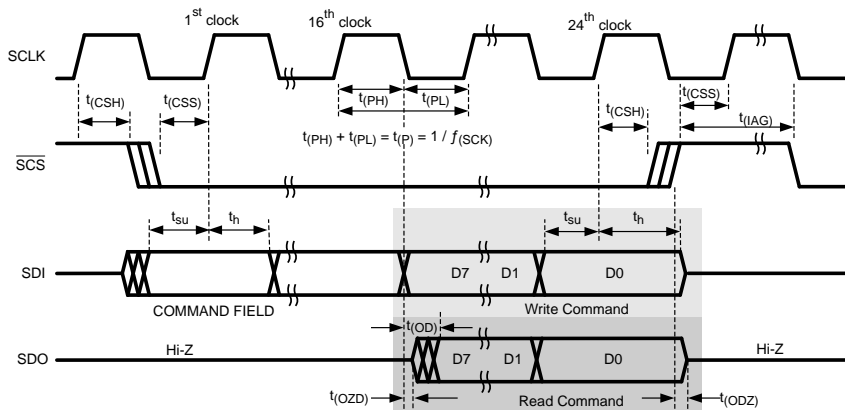 1st clock 16th clock 24th clock
SCLK
t(CSH) t(CSS) t(PH) t(PL) t(CSH) t(CSS) t(IAG)
t(PH) + t(PL) = t(P) = 1 / f(SCK)
SCS
tsu th tsu th
SDI D7 D1 D0
COMMAND FIELD Write Command
t(OD)
SDO Hi-Z D7 D1 D0 Hi-Z
t(OZD) Read Command t(ODZ)